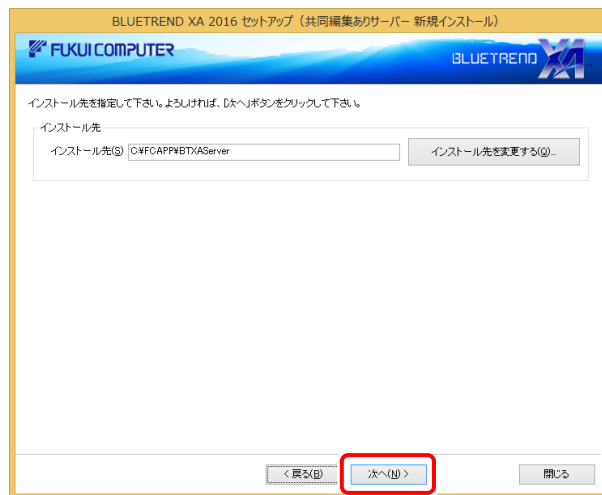 BLUETREND XA 2016 セットアップ（共同編集ありサーバー 新規インストール）
FUKUI COMPUTER
BLUETREND XA
インストール先を指定して下さい。よろしければ、[次へ]ボタンをクリックして下さい。
インストール先
インストール先(S) C:¥FCAPP¥BTXAServer インストール先を変更する(Q)...
< 戻る(B) 次へ(N) > 閉じる